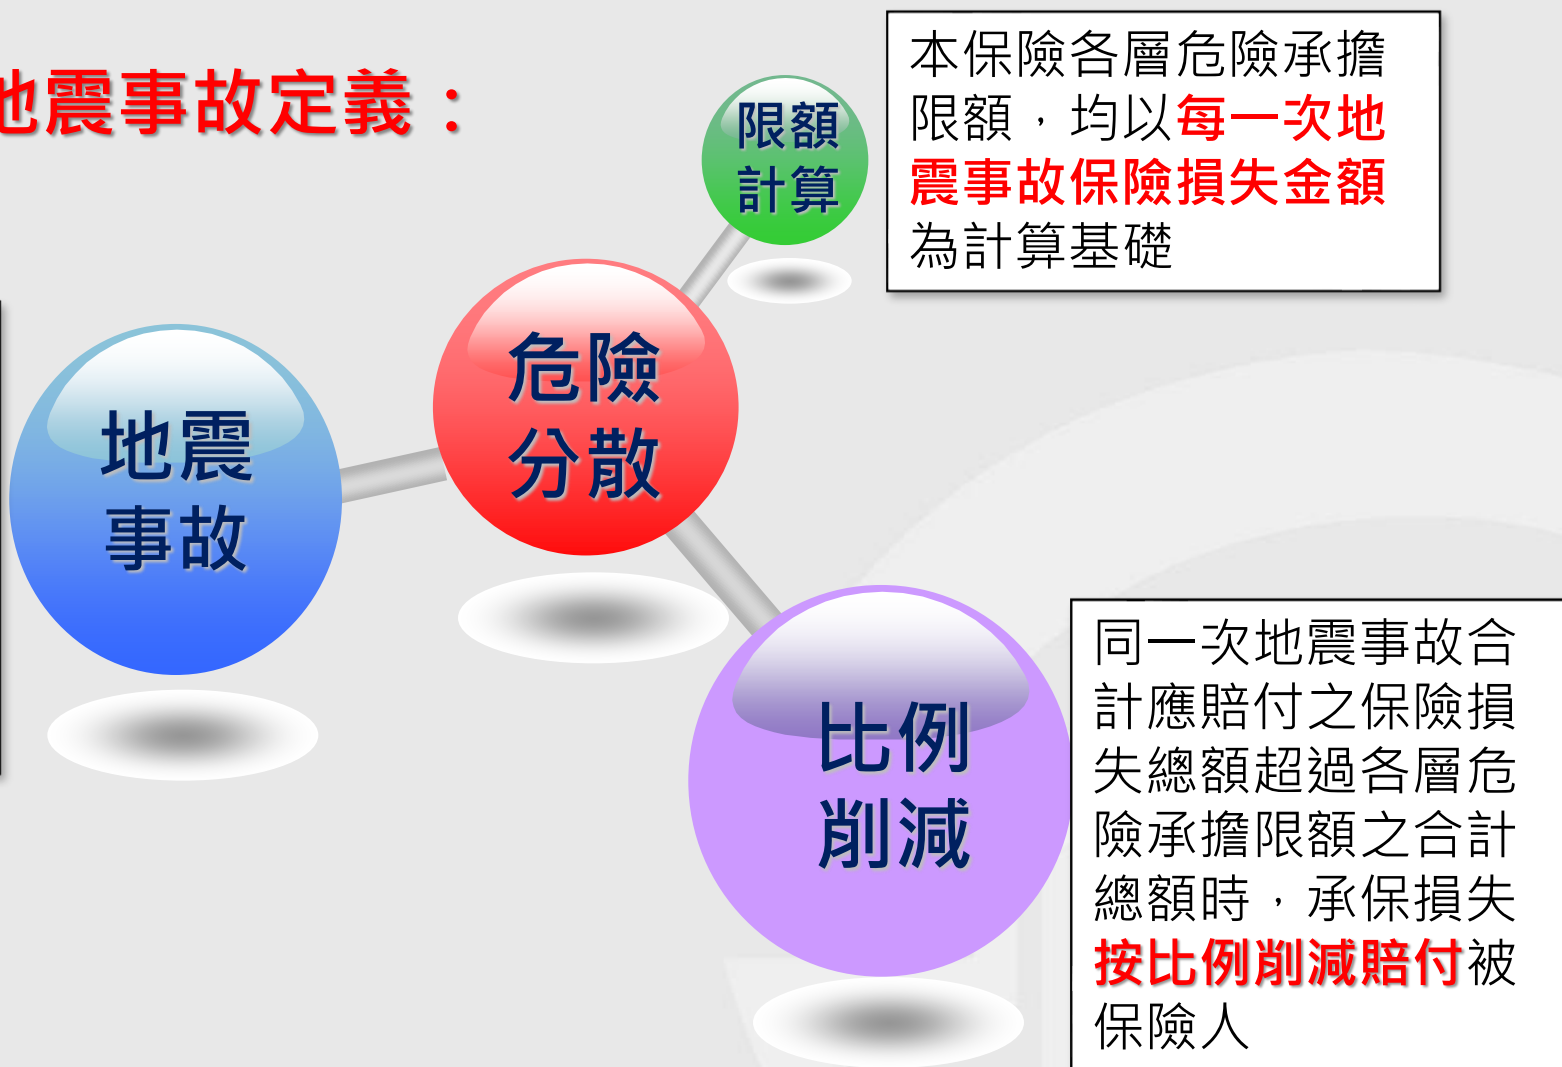 地震事故定義：
限額
計算
本保險各層危險承擔
限額，均以每一次地
震事故保險損失金額
為計算基礎
危險
分散
地震
事故
比例
削減
同一次地震事故合
計應賠付之保險損
失總額超過各層危
險承擔限額之合計
總額時，承保損失
按比例削減賠付被
保險人